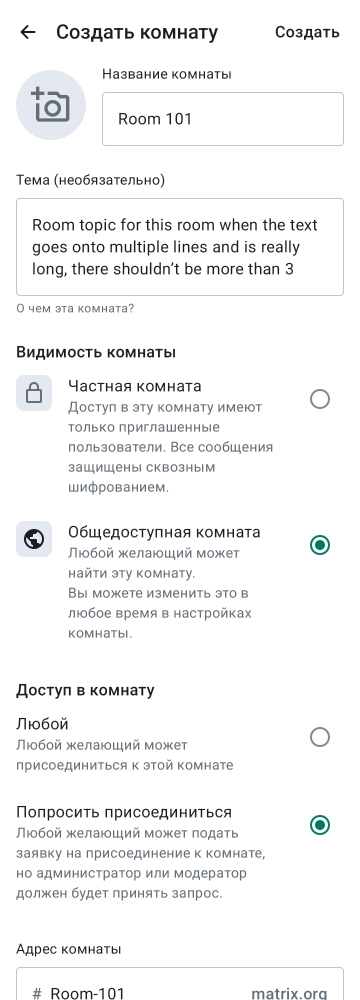 Создать комнату
Создать
Название комнаты
Room 101
Тема (необязательно)
Room topic for this room when the text
goes onto multiple lines and is really
long, there shouldn’t be more than 3
О чем эта комната?
Видимость комнаты
Частная комната
Доступ в эту комнату имеют
только приглашенные
пользователи. Все сообщения
защищены сквозным
шифрованием.
Общедоступная комната
Любой желающий может
найти эту комнату.
Вы можете изменить это в
любое время в настройках
комнаты.
Доступ в комнату
Любой
Любой желающий может
присоединиться к этой комнате
Попросить присоединиться
Любой желающий может подать
заявку на присоединение к комнате,
но администратор или модератор
должен будет принять запрос.
Адрес комнаты
# Room-101 matrix.org